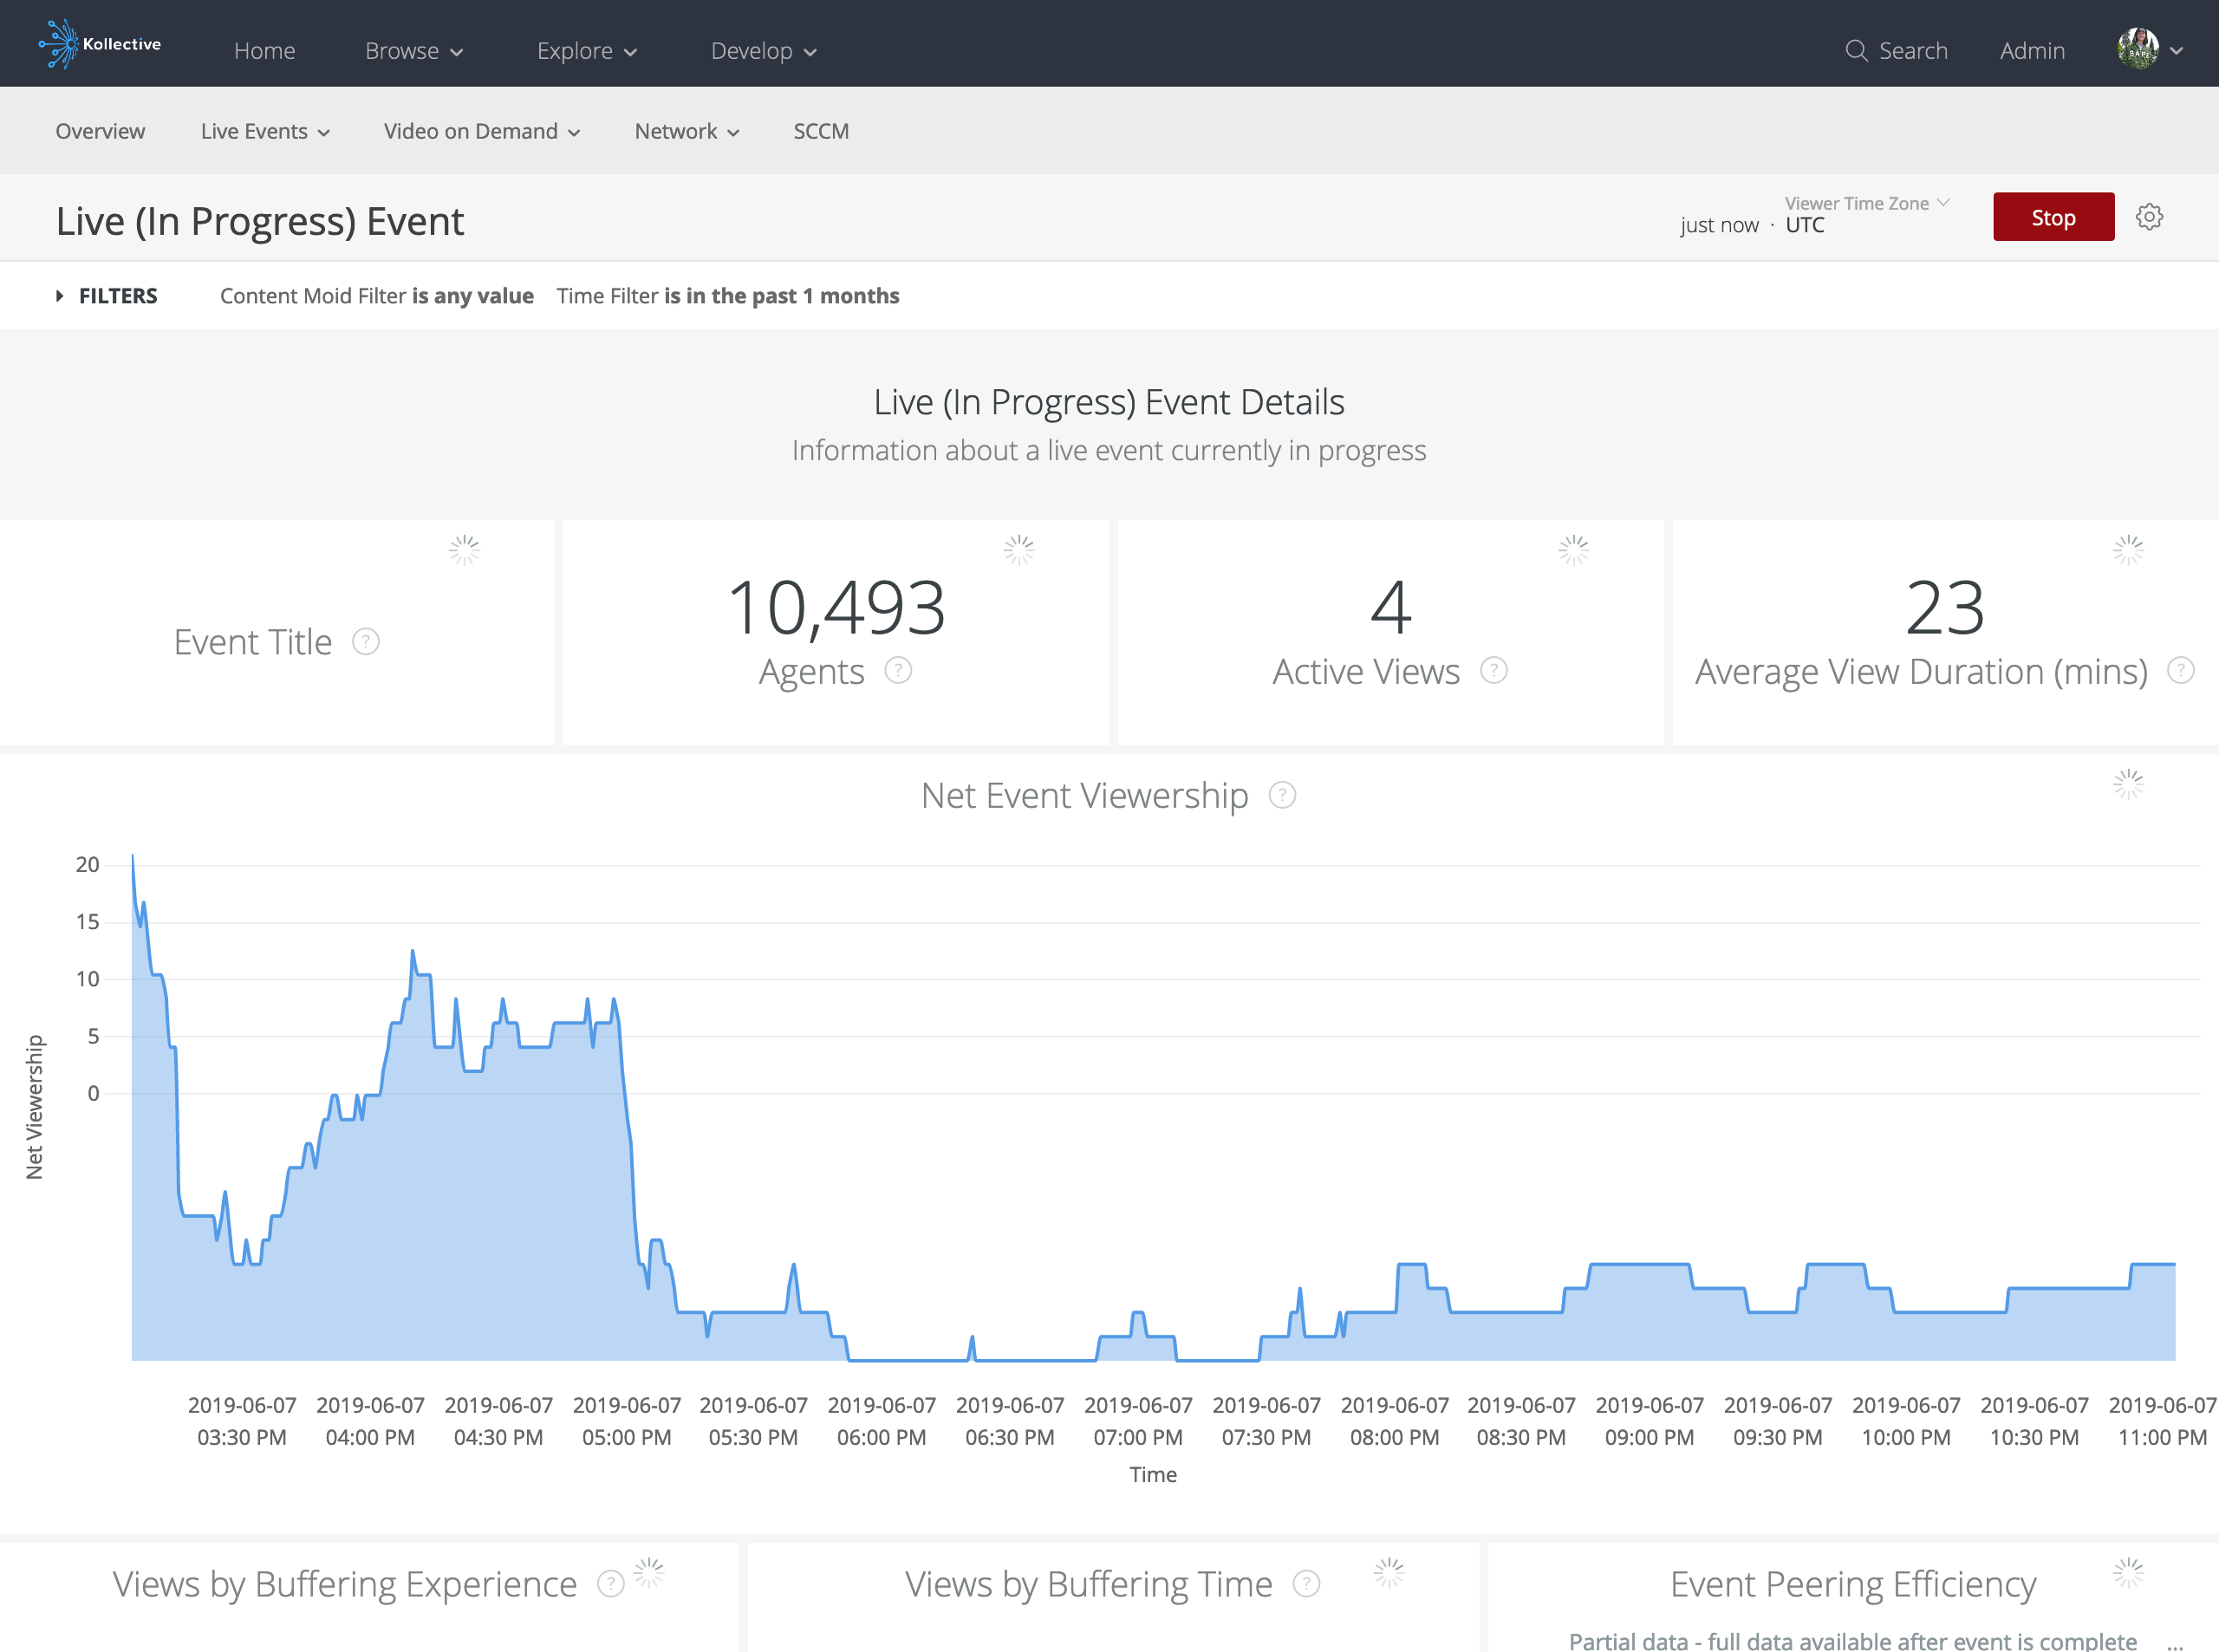 Kollective
Home Browse Explore Develop Search Admin
Overview Live Events Video on Demand Network SCCM
Live (In Progress) Event
Viewer Time Zone
just now · UTC
Stop
FILTERS Content Moid Filter is any value Time Filter is in the past 1 months
Live (In Progress) Event Details
Information about a live event currently in progress
Event Title ?
10,493
Agents ?
4
Active Views ?
23
Average View Duration (mins) ?
Net Event Viewership ?
20
15
10
5
0
Net Viewership
2019-06-07 2019-06-07 2019-06-07 2019-06-07 2019-06-07 2019-06-07 2019-06-07 2019-06-07 2019-06-07 2019-06-07 2019-06-07 2019-06-07 2019-06-07 2019-06-07 2019-06-07 2019-06-07
03:30 PM 04:00 PM 04:30 PM 05:00 PM 05:30 PM 06:00 PM 06:30 PM 07:00 PM 07:30 PM 08:00 PM 08:30 PM 09:00 PM 09:30 PM 10:00 PM 10:30 PM 11:00 PM
Time
Views by Buffering Experience ?
Views by Buffering Time ?
Event Peering Efficiency
Partial data - full data available after event is complete ...